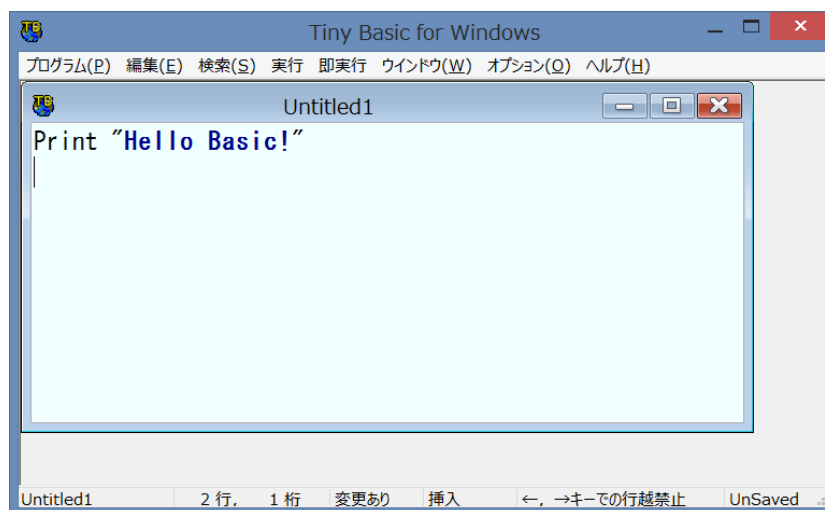 Tiny Basic for Windows
プログラム(P) 編集(E) 検索(S) 実行 即実行 ウインドウ(W) オプション(O) ヘルプ(H)
Untitled1
Print "Hello Basic!"
Untitled1 2 行, 1 桁 変更あり 挿入 ←, →キーでの行越禁止 UnSaved